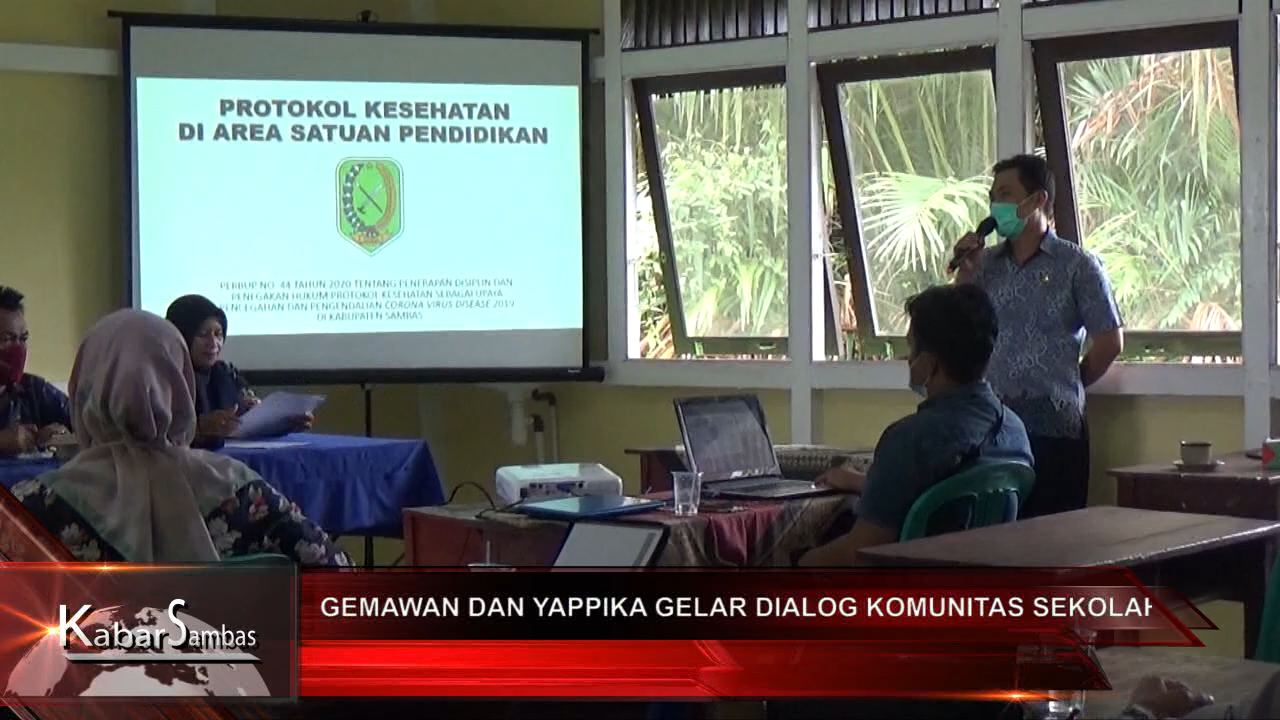 PROTOKOL KESEHATAN
DI AREA SATUAN PENDIDIKAN
PERBUP NO. 44 TAHUN 2020 TENTANG PENERAPAN DISIPLIN DAN
PENEGAKAN HUKUM PROTOKOL KESEHATAN SEBAGAI UPAYA
PENCEGAHAN DAN PENGENDALIAN CORONA VIRUS DISEASE 2019
DI KABUPATEN SAMBAS
GEMAWAN DAN YAPPIKA GELAR DIALOG KOMUNITAS SEKOLAH
Kabar Sambas